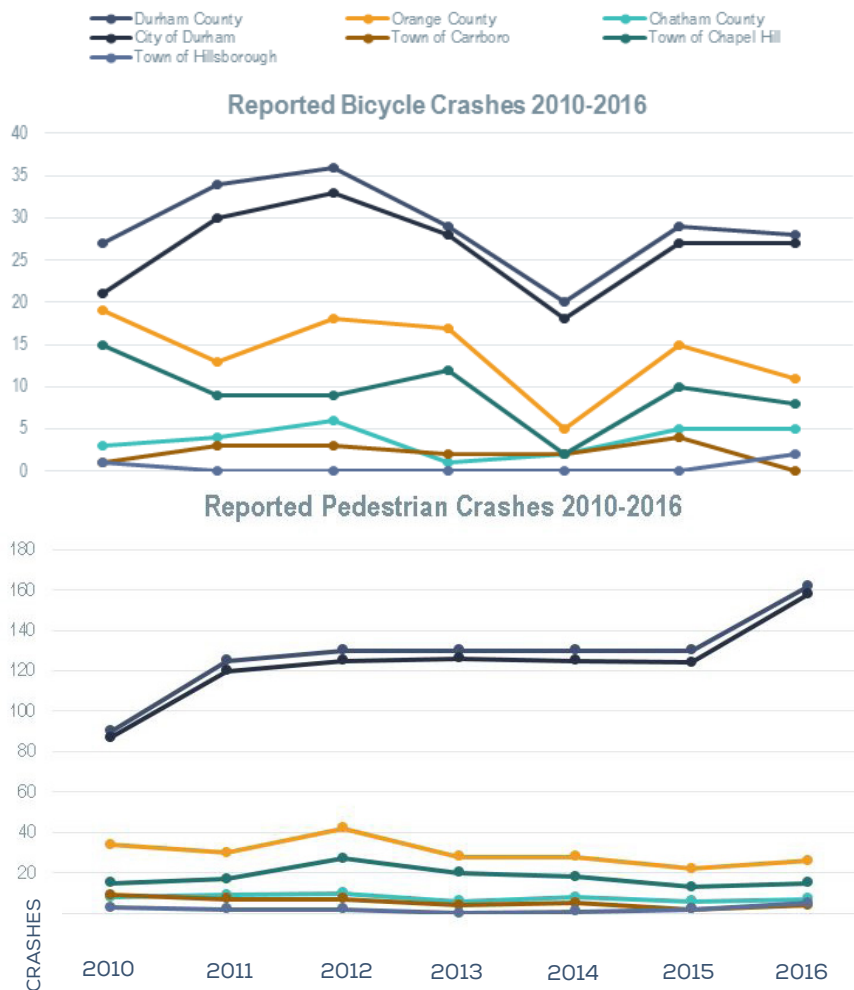 Durham County Orange County Chatham County
City of Durham Town of Carrboro Town of Chapel Hill
Town of Hillsborough
Reported Bicycle Crashes 2010-2016
40
35
30
25
20
15
10
5
0
Reported Pedestrian Crashes 2010-2016
180
160
140
120
100
80
60
40
20
CRASHES
2010 2011 2012 2013 2014 2015 2016